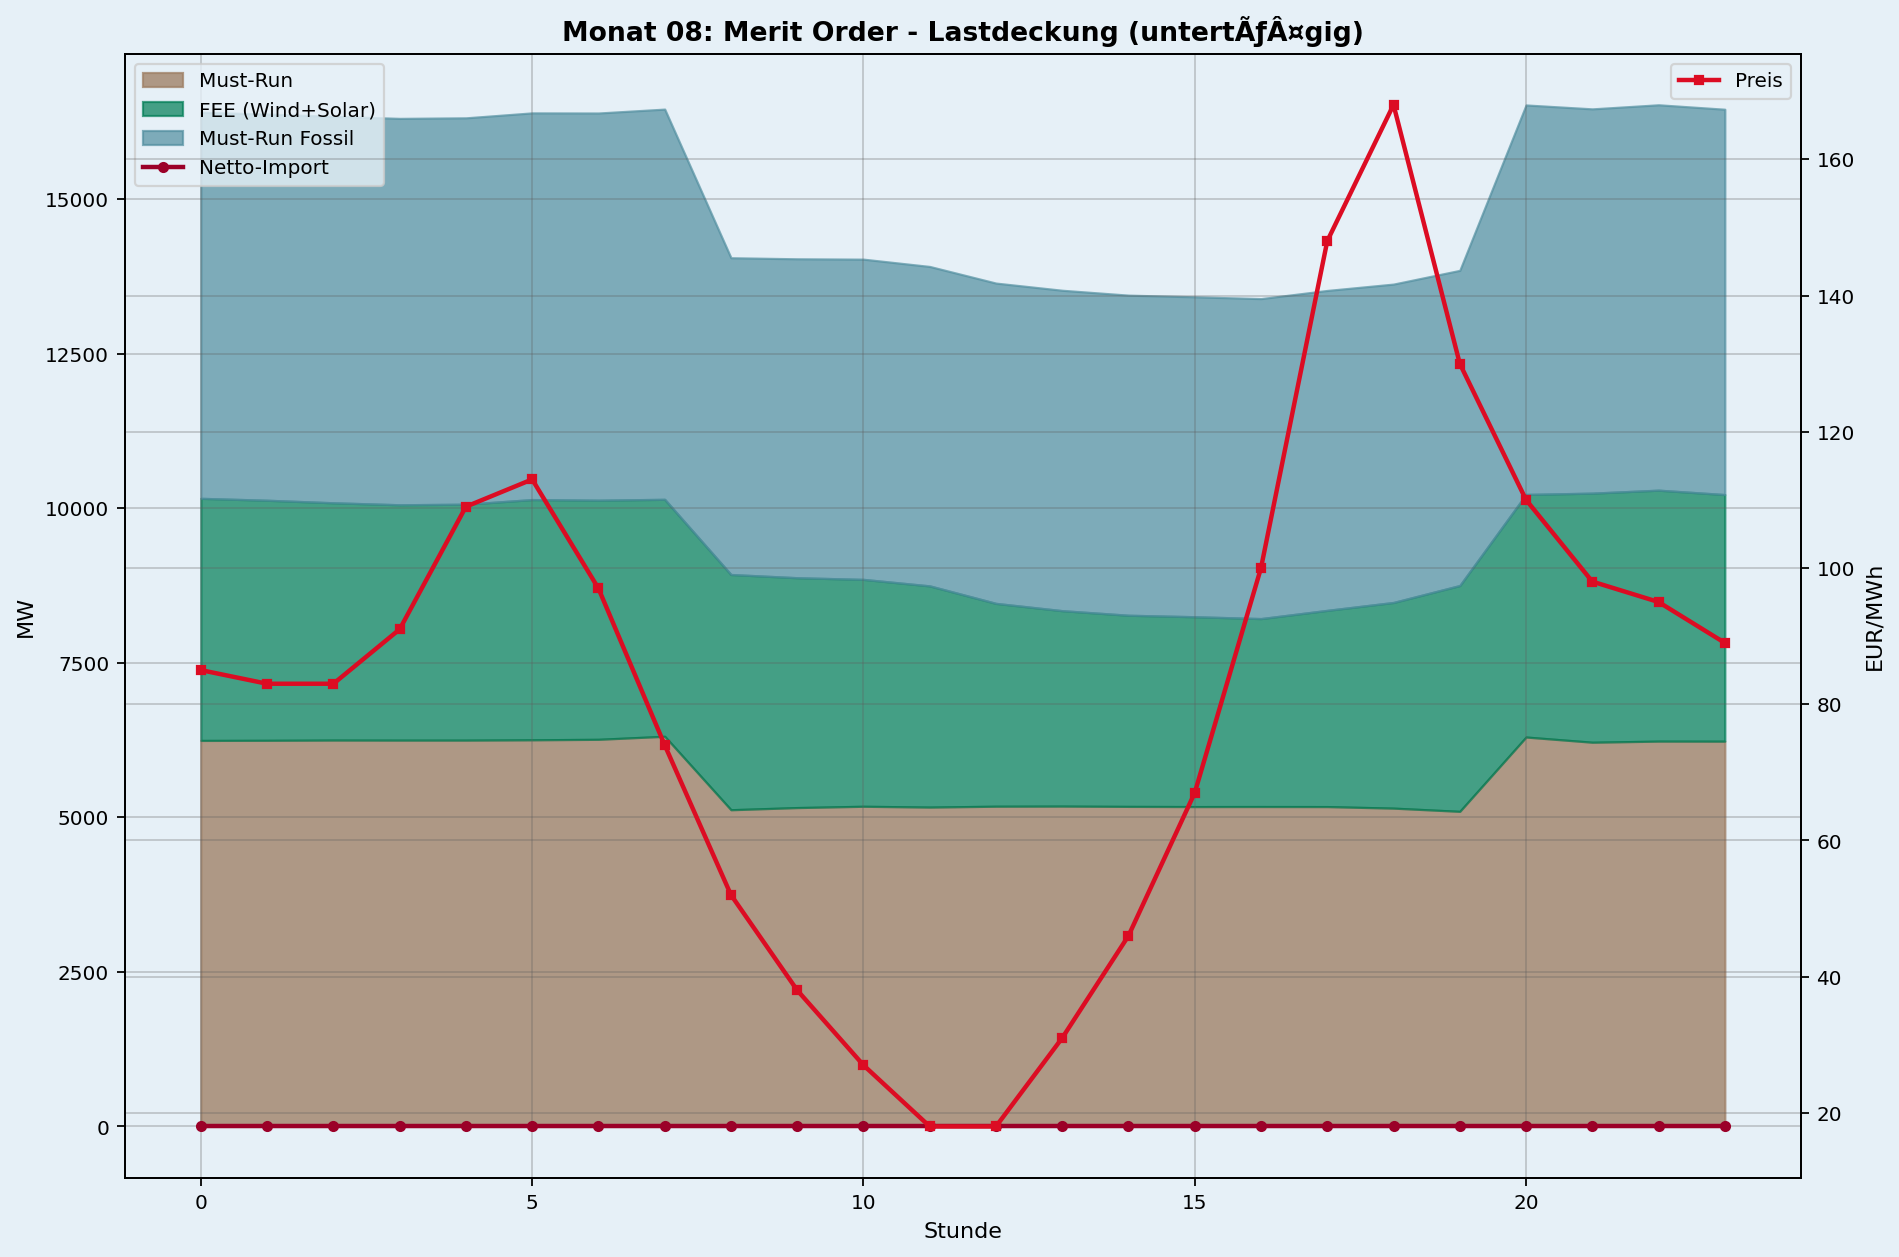 Monat 08: Merit Order - Lastdeckung (untertÃƒÂ¤gig)
Must-Run
FEE (Wind+Solar)
Must-Run Fossil
Netto-Import
Preis
15000
12500
10000
7500
5000
2500
0
MW
160
140
120
100
80
60
40
20
EUR/MWh
0
5
10
15
20
Stunde